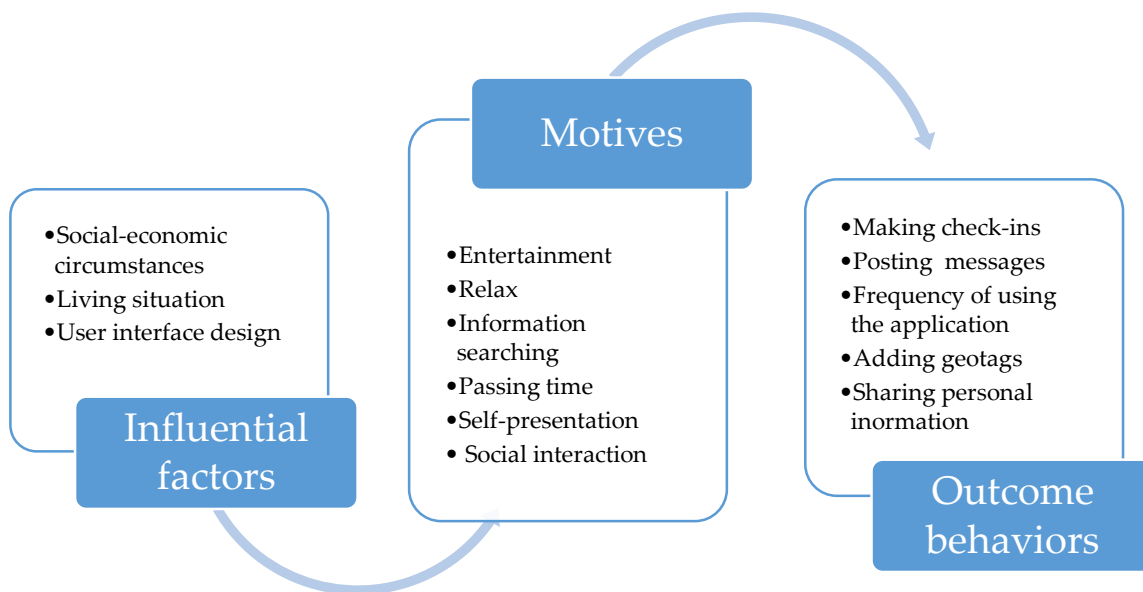 •Social-economic
circumstances
•Living situation
•User interface design
Influential
factors
Motives
•Entertainment
•Relax
•Information
searching
•Passing time
•Self-presentation
• Social interaction
•Making check-ins
•Posting  messages
•Frequency of using
the application
•Adding geotags
•Sharing personal
inormation
Outcome
behaviors